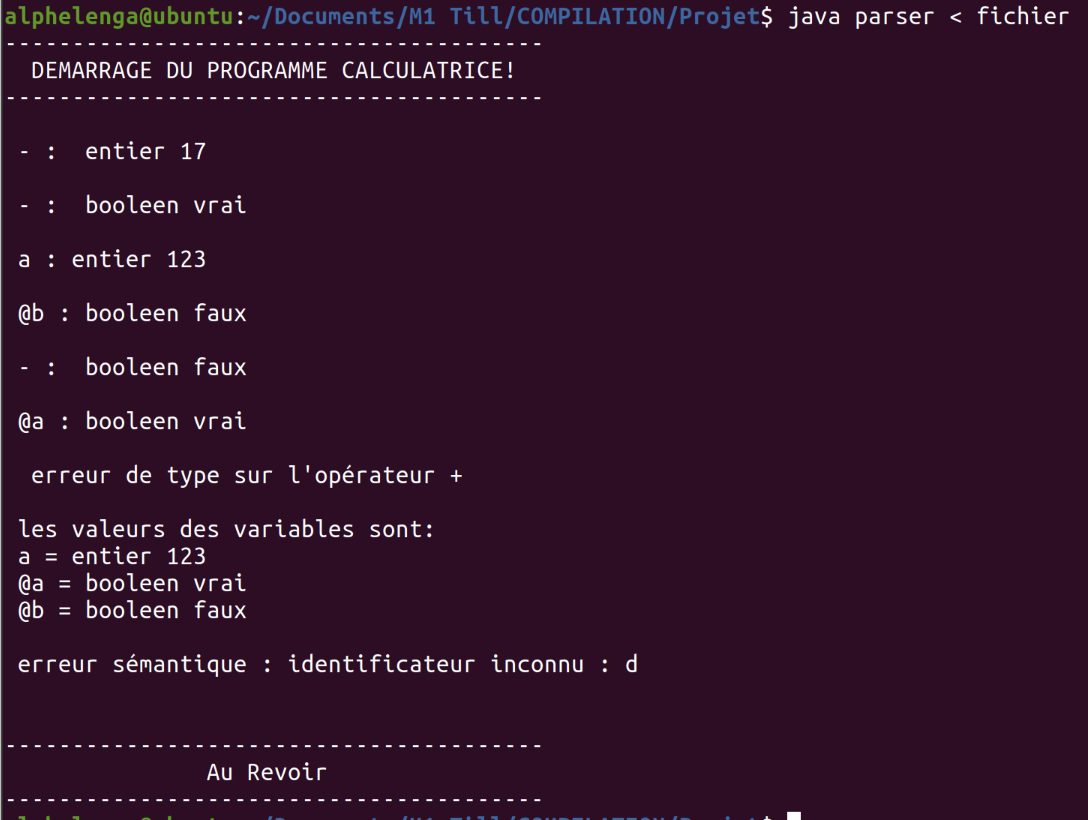 alphelenga@ubuntu:~/Documents/M1 Till/COMPILATION/Projet$ java parser < fichier
----------------------------------------
DEMARRAGE DU PROGRAMME CALCULATRICE!
----------------------------------------
- :  entier 17
- :  booleen vrai
a : entier 123
@b : booleen faux
- :  booleen faux
@a : booleen vrai
erreur de type sur l'opérateur +
les valeurs des variables sont:
a = entier 123
@a = booleen vrai
@b = booleen faux
erreur sémantique : identificateur inconnu : d
----------------------------------------
Au Revoir
----------------------------------------